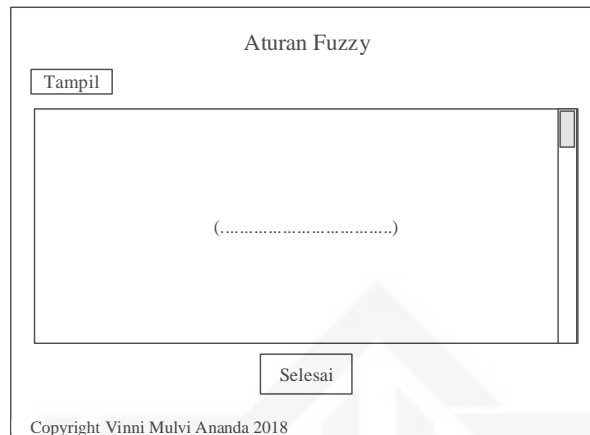 Aturan Fuzzy
Tampil
(.....................................)
Selesai
Copyright Vinni Mulvi Ananda 2018